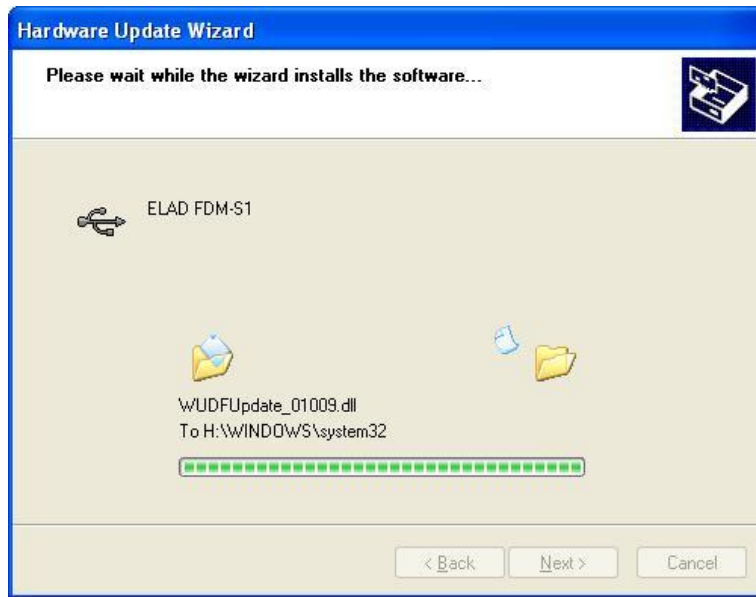 Hardware Update Wizard
Please wait while the wizard installs the software...
ELAD FDM-S1
WUDFUpdate_01009.dll
To H:\WINDOWS\system32
< Back Next > Cancel